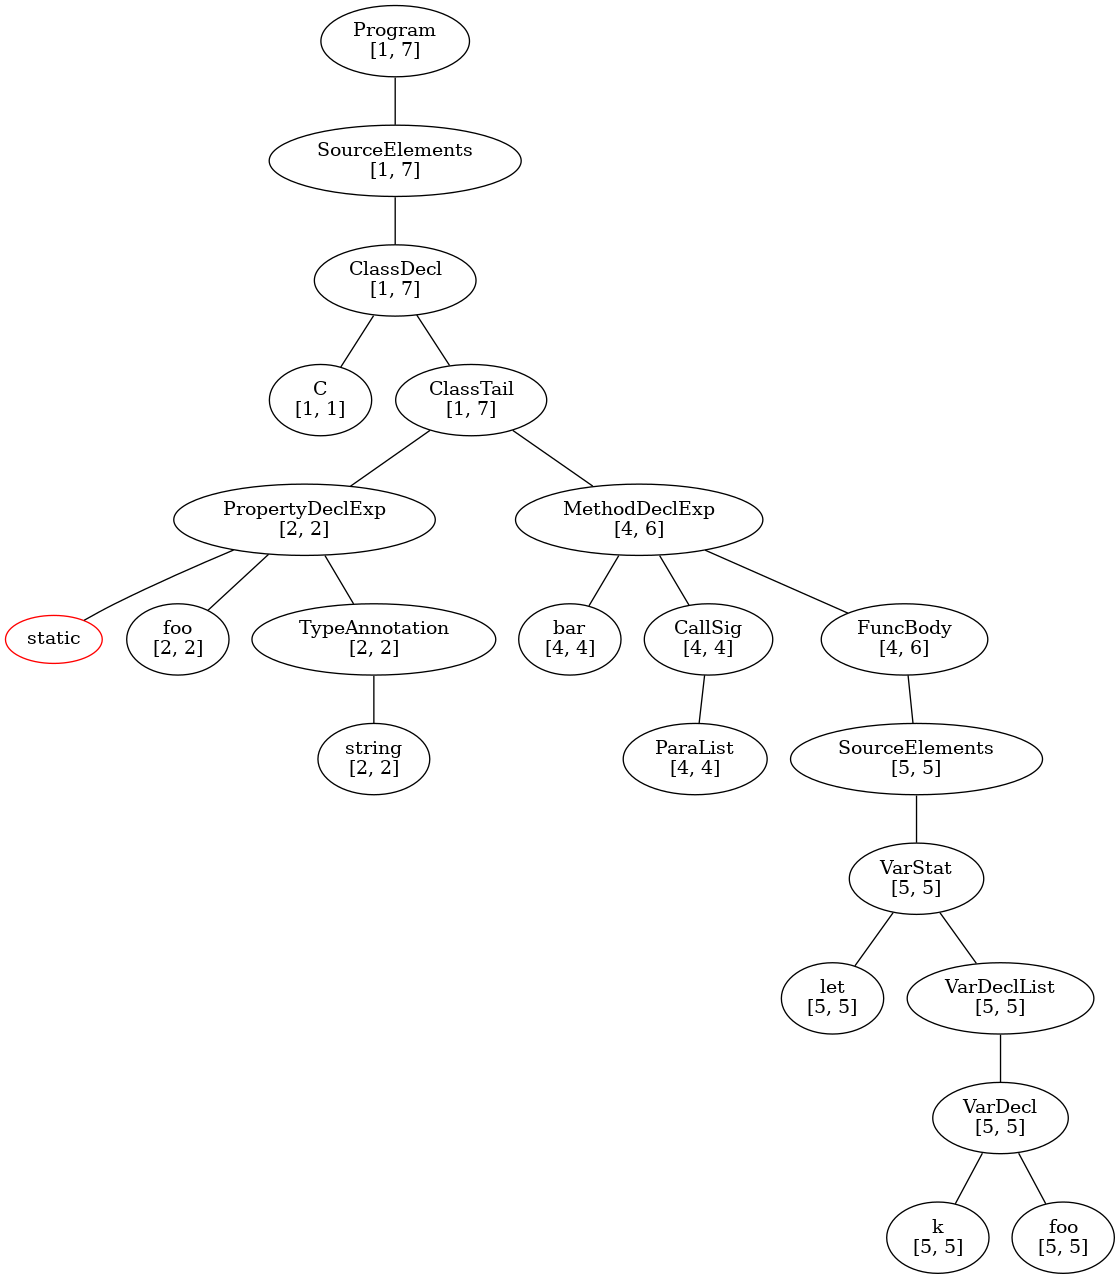 Program
[1, 7]
SourceElements
[1, 7]
ClassDecl
[1, 7]
C
[1, 1]
ClassTail
[1, 7]
PropertyDeclExp
[2, 2]
MethodDeclExp
[4, 6]
static
foo
[2, 2]
TypeAnnotation
[2, 2]
bar
[4, 4]
CallSig
[4, 4]
FuncBody
[4, 6]
string
[2, 2]
ParaList
[4, 4]
SourceElements
[5, 5]
VarStat
[5, 5]
let
[5, 5]
VarDeclList
[5, 5]
VarDecl
[5, 5]
k
[5, 5]
foo
[5, 5]